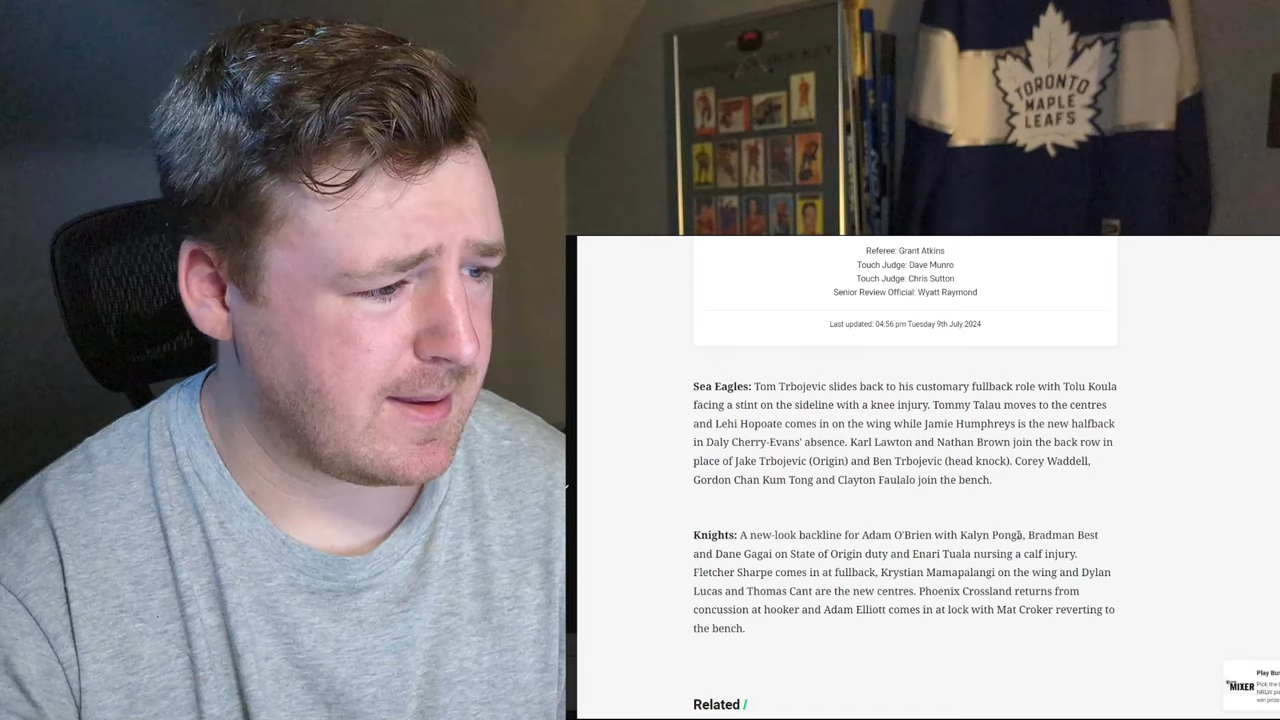 TORONTO
MAPLE
LEAFS
Referee: Grant Atkins
Touch Judge: Dave Munro
Touch Judge: Chris Sutton
Senior Review Official: Wyatt Raymond
Last updated: 04:56 pm Tuesday 9th July 2024
Sea Eagles: Tom Trbojevic slides back to his customary fullback role with Tolu Koula
facing a stint on the sideline with a knee injury. Tommy Talau moves to the centres
and Lehi Hopoate comes in on the wing while Jamie Humphreys is the new halfback
in Daly Cherry-Evans' absence. Karl Lawton and Nathan Brown join the back row in
place of Jake Trbojevic (Origin) and Ben Trbojevic (head knock). Corey Waddell,
Gordon Chan Kum Tong and Clayton Faulalo join the bench.
Knights: A new-look backline for Adam O'Brien with Kalyn Ponga, Bradman Best
and Dane Gagai on State of Origin duty and Enari Tuala nursing a calf injury.
Fletcher Sharpe comes in at fullback, Krystian Mamapalangi on the wing and Dylan
Lucas and Thomas Cant are the new centres. Phoenix Crossland returns from
concussion at hooker and Adam Elliott comes in at lock with Mat Croker reverting to
the bench.
Related /
Play
MIXER
Pick the
NRLW
win prize